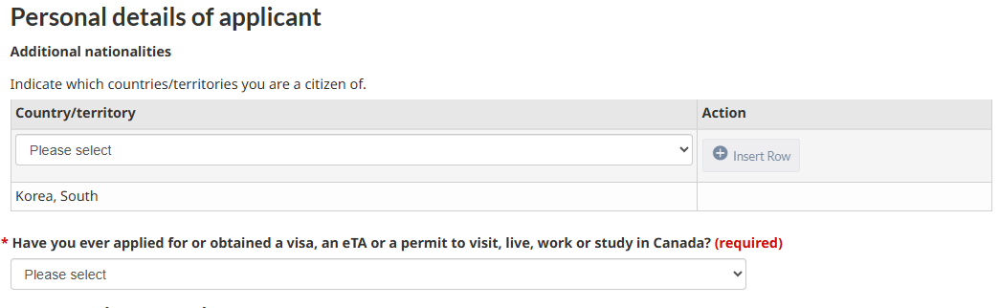 Personal details of applicant
Additional nationalities
Indicate which countries/territories you are a citizen of.
Country/territory Action
Please select Insert Row
Korea, South
* Have you ever applied for or obtained a visa, an eTA or a permit to visit, live, work or study in Canada? (required)
Please select